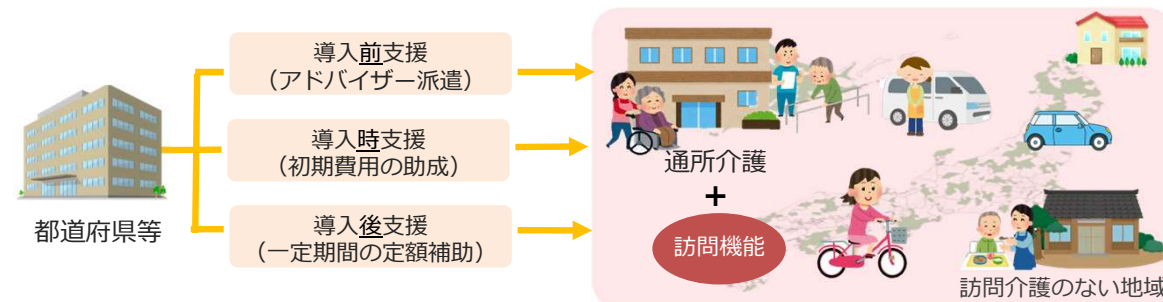 都道府県等
導入前支援
（アドバイザー派遣）
導入時支援
（初期費用の助成）
導入後支援
（一定期間の定額補助）
通所介護
+
訪問機能
訪問介護のない地域